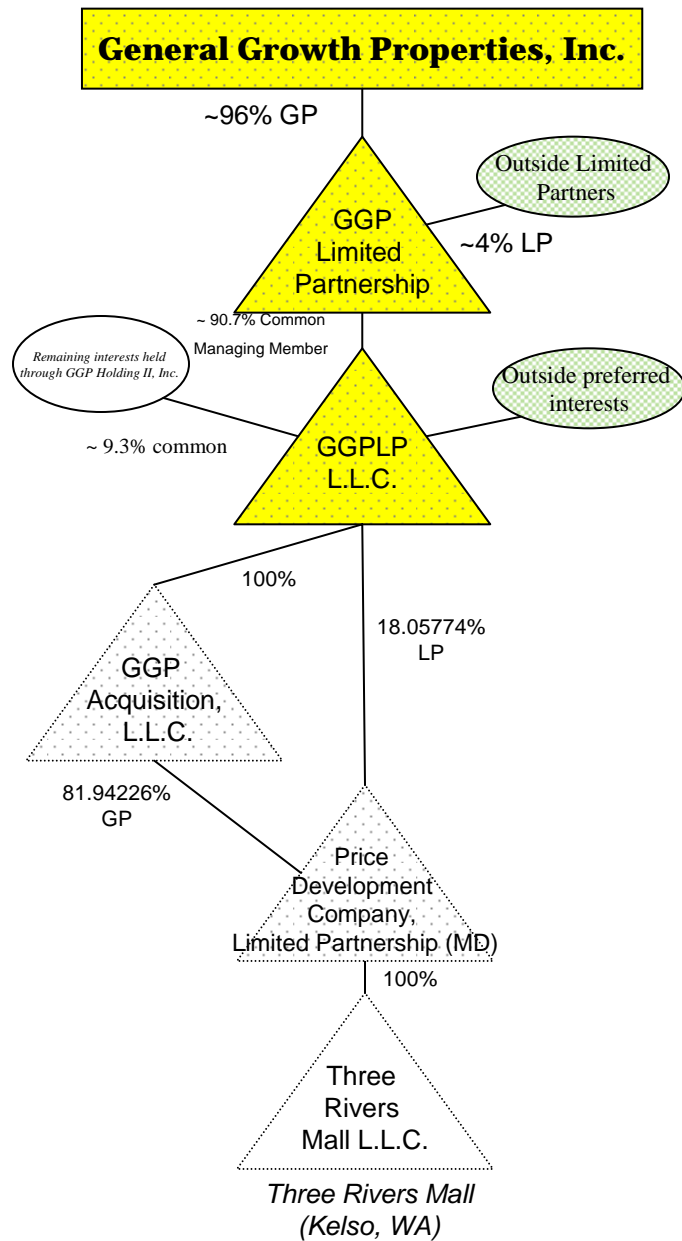 General Growth Properties, Inc.
~96% GP
Outside Limited
Partners
GGP
Limited
Partnership
~4% LP
~ 90.7% Common
Managing Member
Remaining interests held
through GGP Holding II, Inc.
Outside preferred
interests
~ 9.3% common
GGPLP
L.L.C.
100%
18.05774%
LP
GGP
Acquisition,
L.L.C.
81.94226%
GP
Price
Development
Company,
Limited Partnership (MD)
100%
Three
Rivers
Mall L.L.C.
Three Rivers Mall
(Kelso, WA)